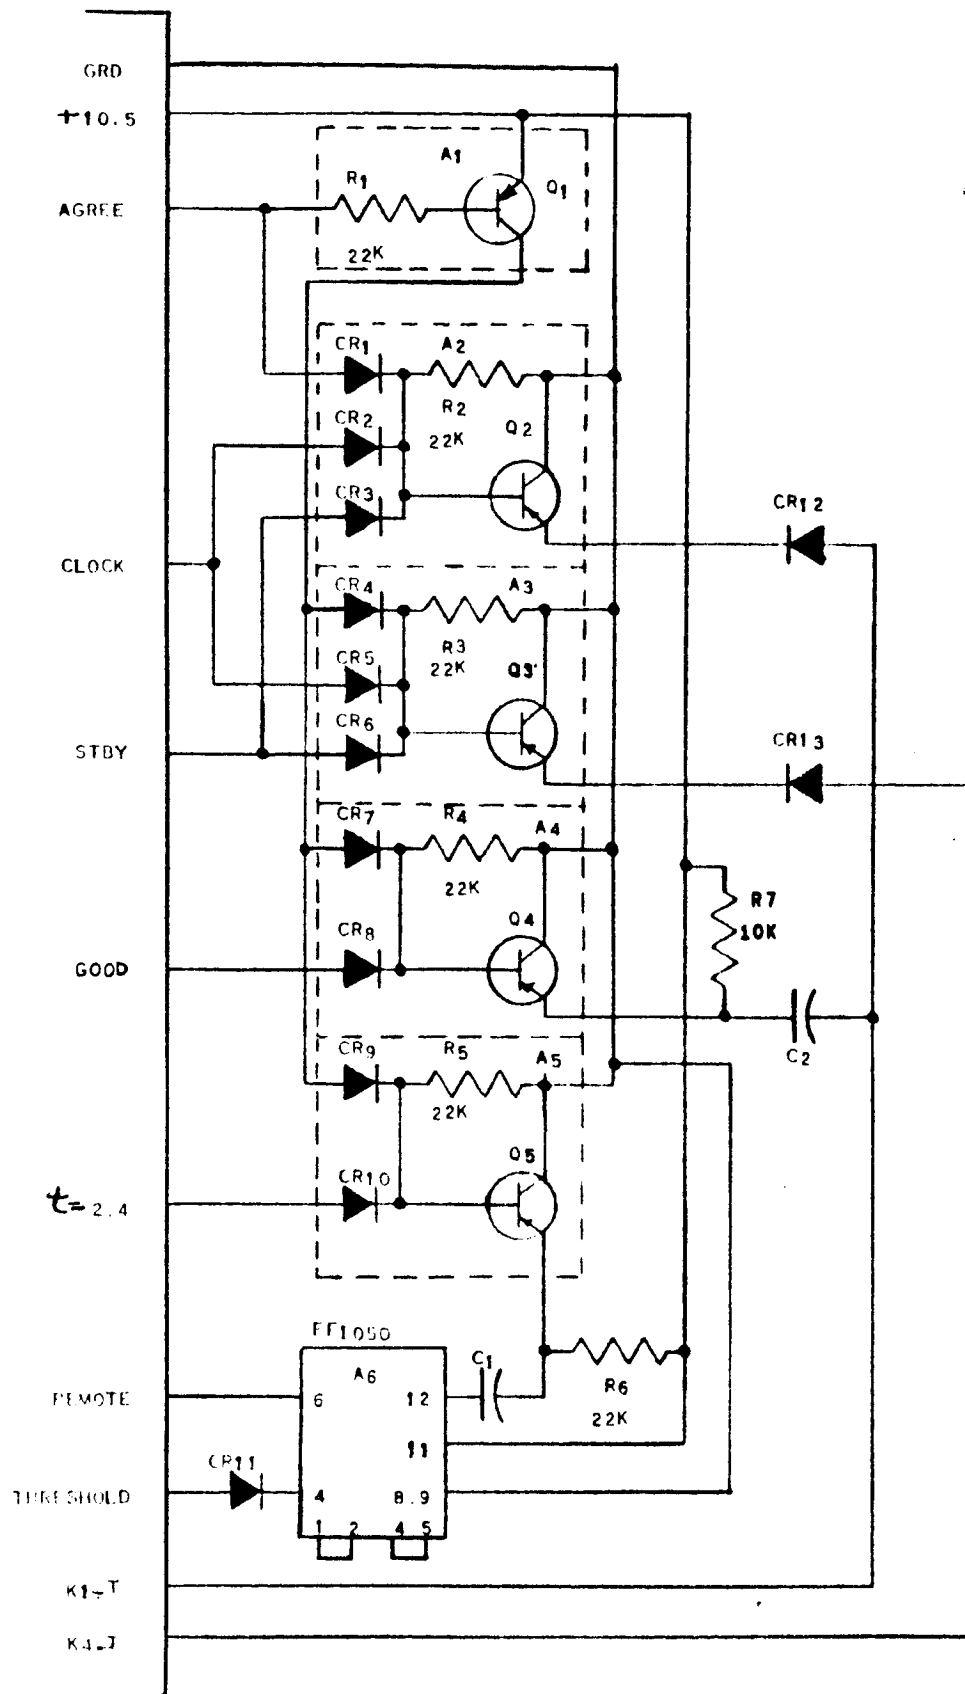 GRD
+10.5
A1
Q1
R1
AGREE
22K
CR1
A2
R2
CR2
22K
Q2
CR3
CR12
CLOCK
CR4
A3
R3
CR5
22K
Q3
CR6
STBY
CR13
CR7
R4
A4
22K
R7
10K
CR8
Q4
GOOD
C2
CR9
R5
A5
22K
Q5
CR10
t= 2.4
FF1050
A6
C1
REMOTE
6
12
R6
22K
11
CR11
THRESHOLD
4
8.9
1
2
4
5
K1-T
K4-T